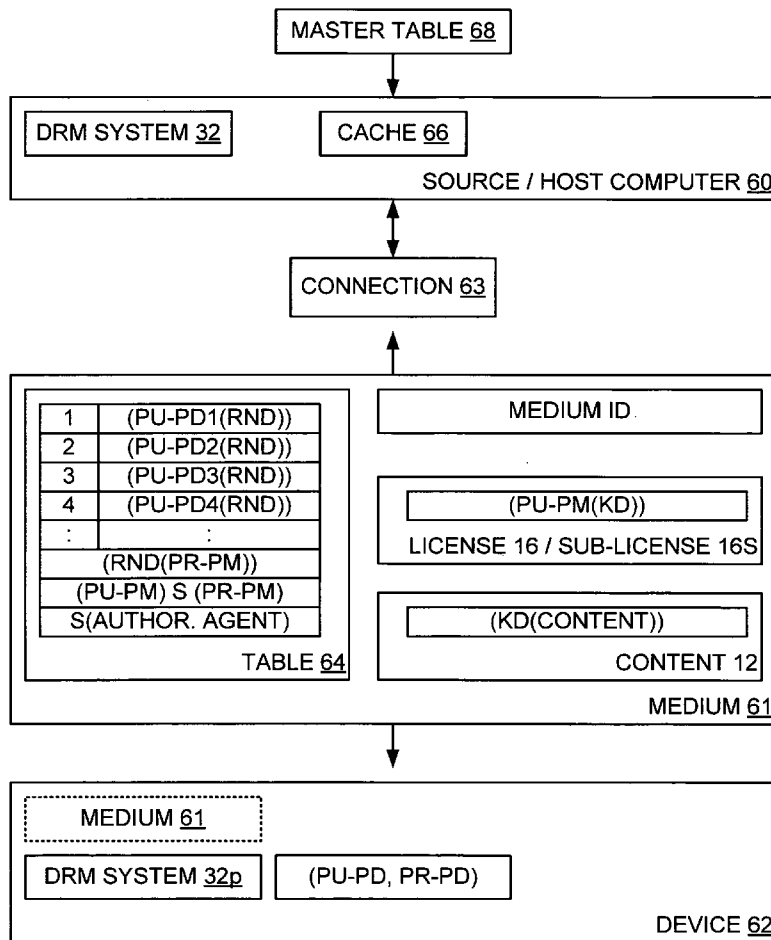 MASTER TABLE 68
DRM SYSTEM 32
CACHE 66
SOURCE / HOST COMPUTER 60
CONNECTION 63
1 (PU-PD1(RND))
2 (PU-PD2(RND))
3 (PU-PD3(RND))
4 (PU-PD4(RND))
: :
(RND(PR-PM))
(PU-PM) S (PR-PM)
S(AUTHOR. AGENT)
TABLE 64
MEDIUM ID
(PU-PM(KD))
LICENSE 16 / SUB-LICENSE 16S
(KD(CONTENT))
CONTENT 12
MEDIUM 61
MEDIUM 61
DRM SYSTEM 32p
(PU-PD, PR-PD)
DEVICE 62